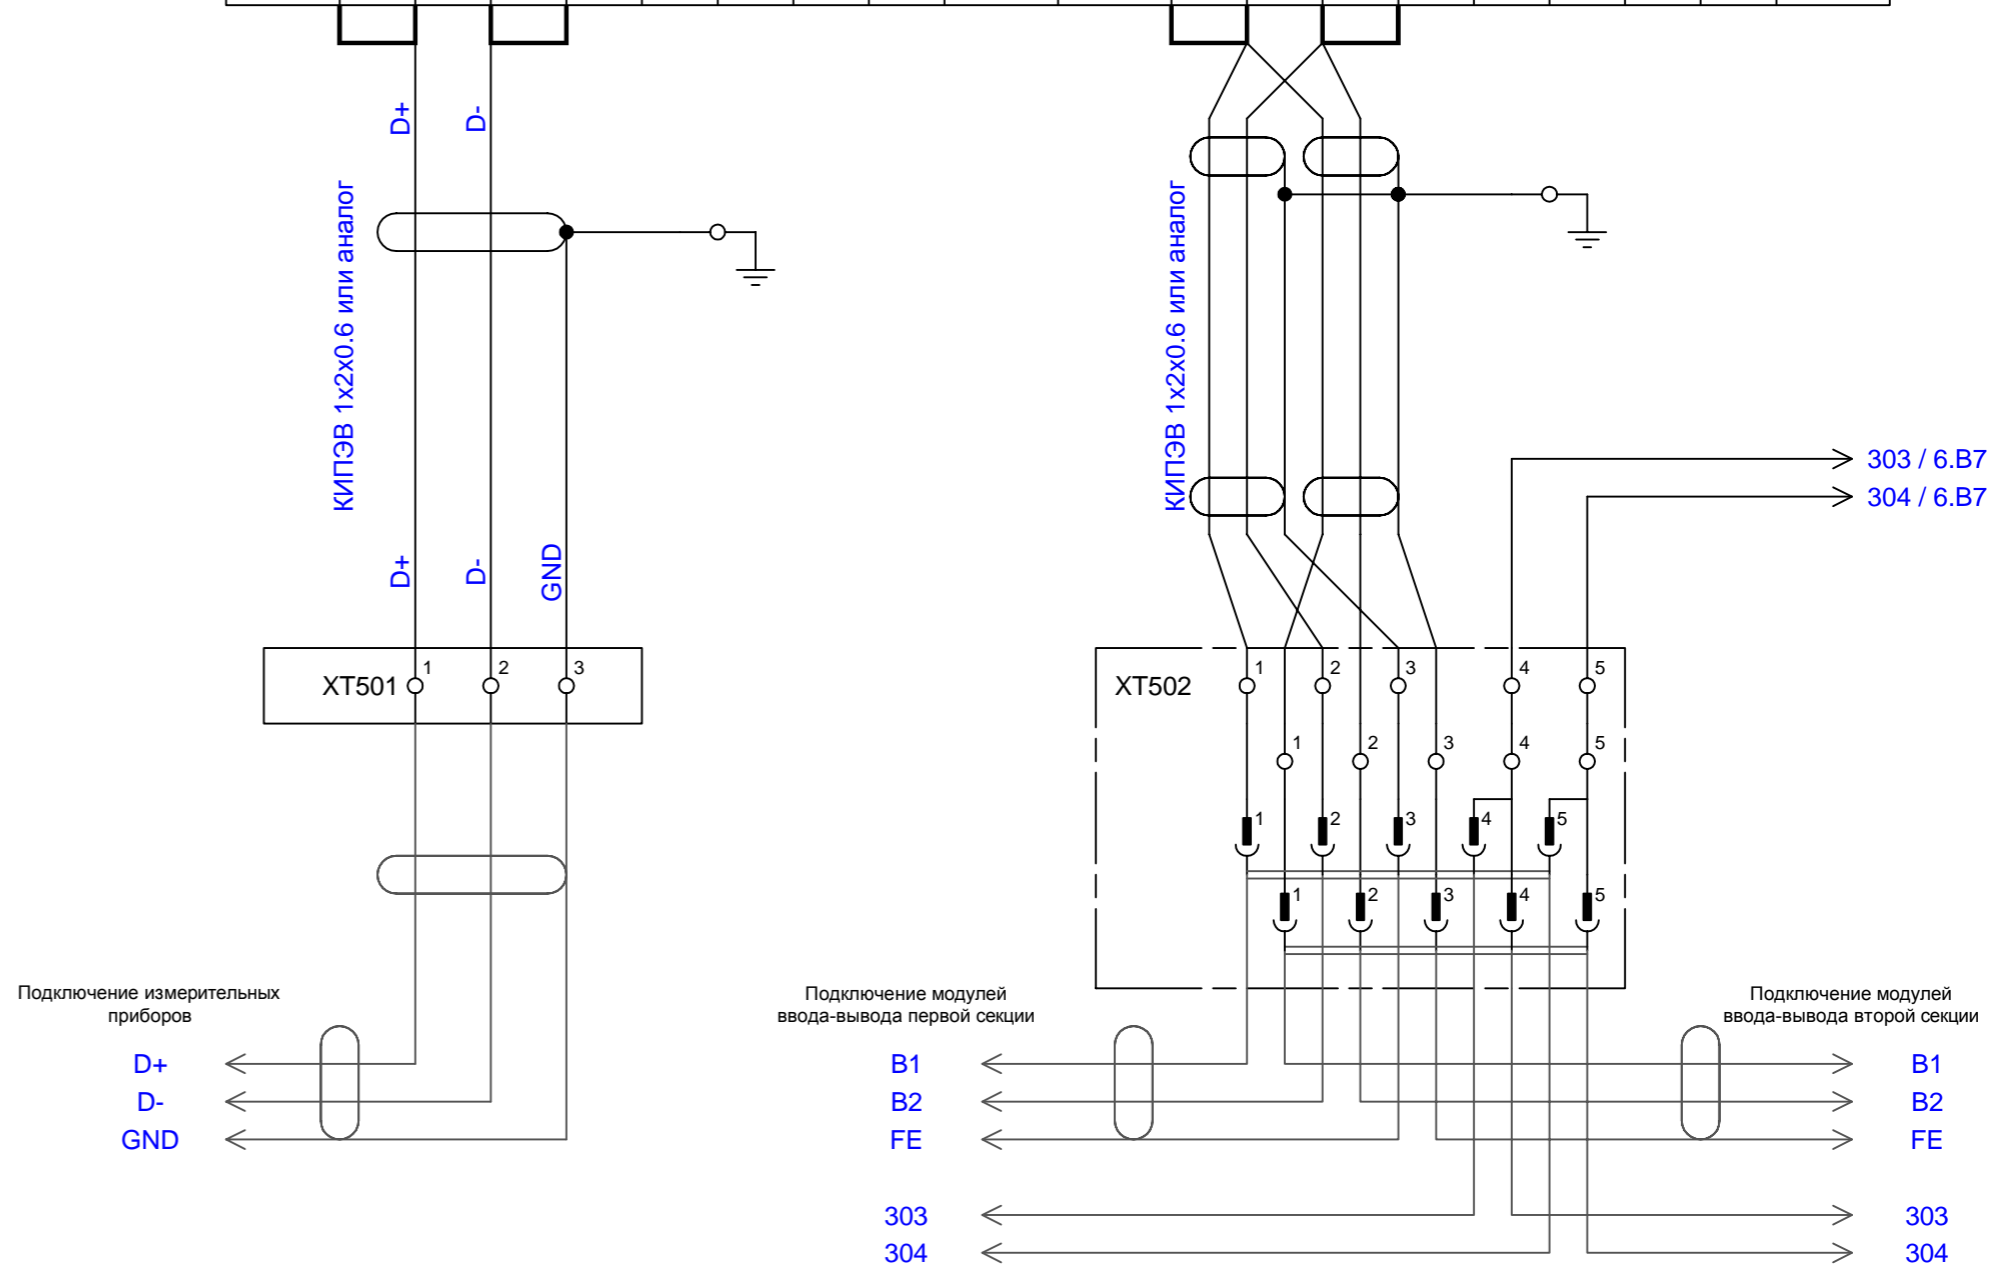 D+
D-
КИПЭВ 1x2x0.6 или аналог
КИПЭВ 1x2x0.6 или аналог
303 / 6.B7
304 / 6.B7
D+
D-
GND
XT501
1
2
3
XT502
1
2
3
4
5
1
2
3
4
5
1
2
3
4
5
1
2
3
4
5
Подключение измерительных
приборов
D+
D-
GND
Подключение модулей
ввода-вывода первой секции
B1
B2
FE
303
304
Подключение модулей
ввода-вывода второй секции
B1
B2
FE
303
304